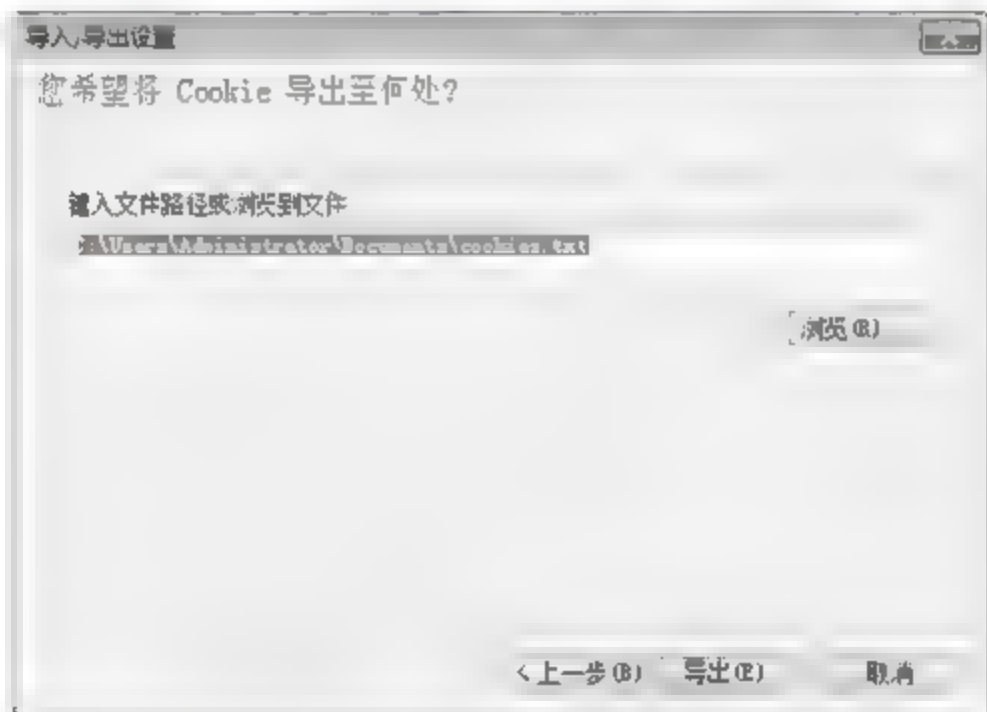 导入/导出设置
您希望将 Cookie 导出至何处?
键入文件路径或浏览到文件
C:\Users\Administrator\Documents\cookies.txt
浏览(R)
<上一步(B) 导出(E) 取消